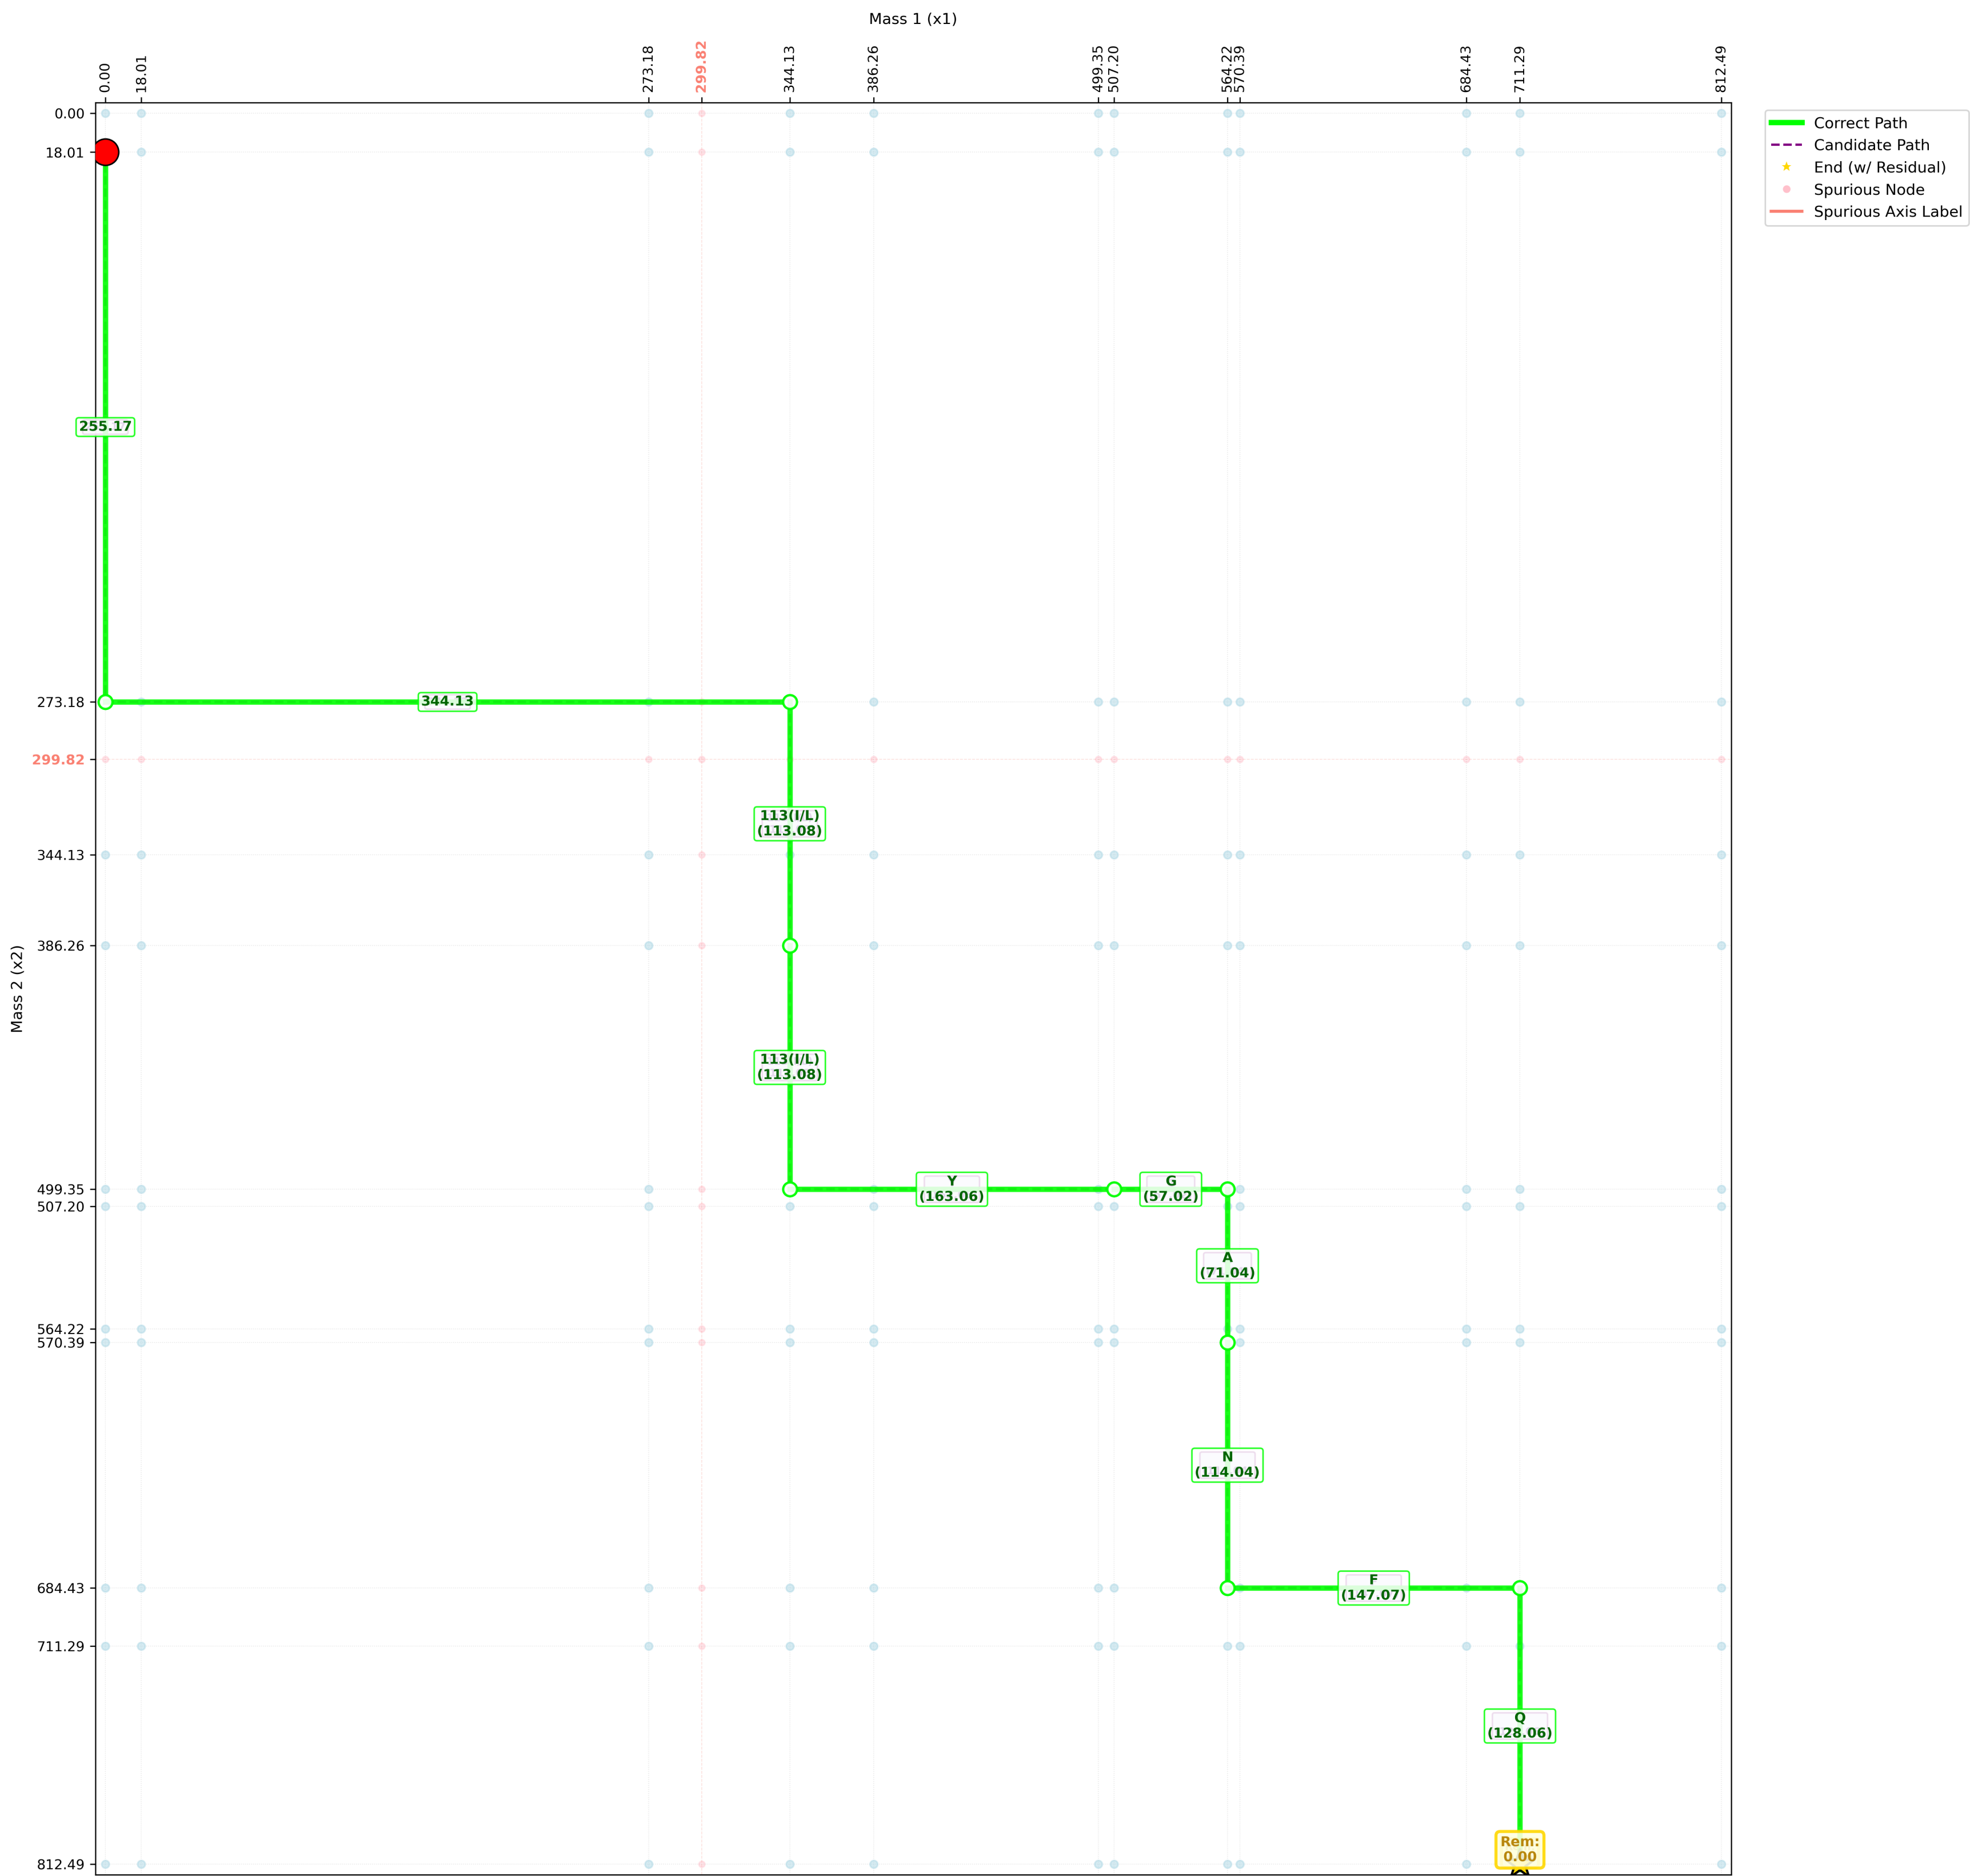 Mass 1 (x1)
0.00 18.01 273.18 299.82 344.13 386.26 499.35 507.20 564.22 570.39 684.43 711.29 812.49
0.00
18.01
273.18
299.82
344.13
386.26
499.35
507.20
564.22
570.39
684.43
711.29
812.49
Mass 2 (x2)
255.17
344.13
113(I/L)
(113.08)
113(I/L)
(113.08)
Y
(163.06)
G
(57.02)
A
(71.04)
N
(114.04)
F
(147.07)
Q
(128.06)
Rem:
0.00
Correct Path
Candidate Path
End (w/ Residual)
Spurious Node
Spurious Axis Label